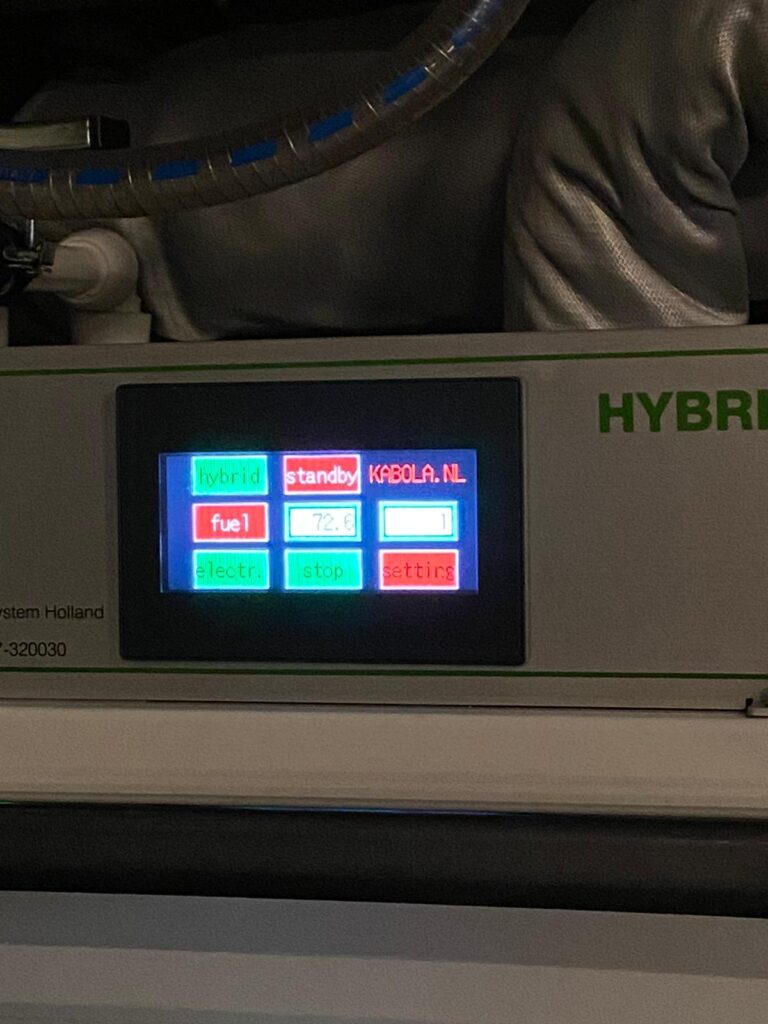 HYBRI
hybrid standby KABOLA.NL
fuel 72.6 1
electr. stop setting
ystem Holland
7-320030